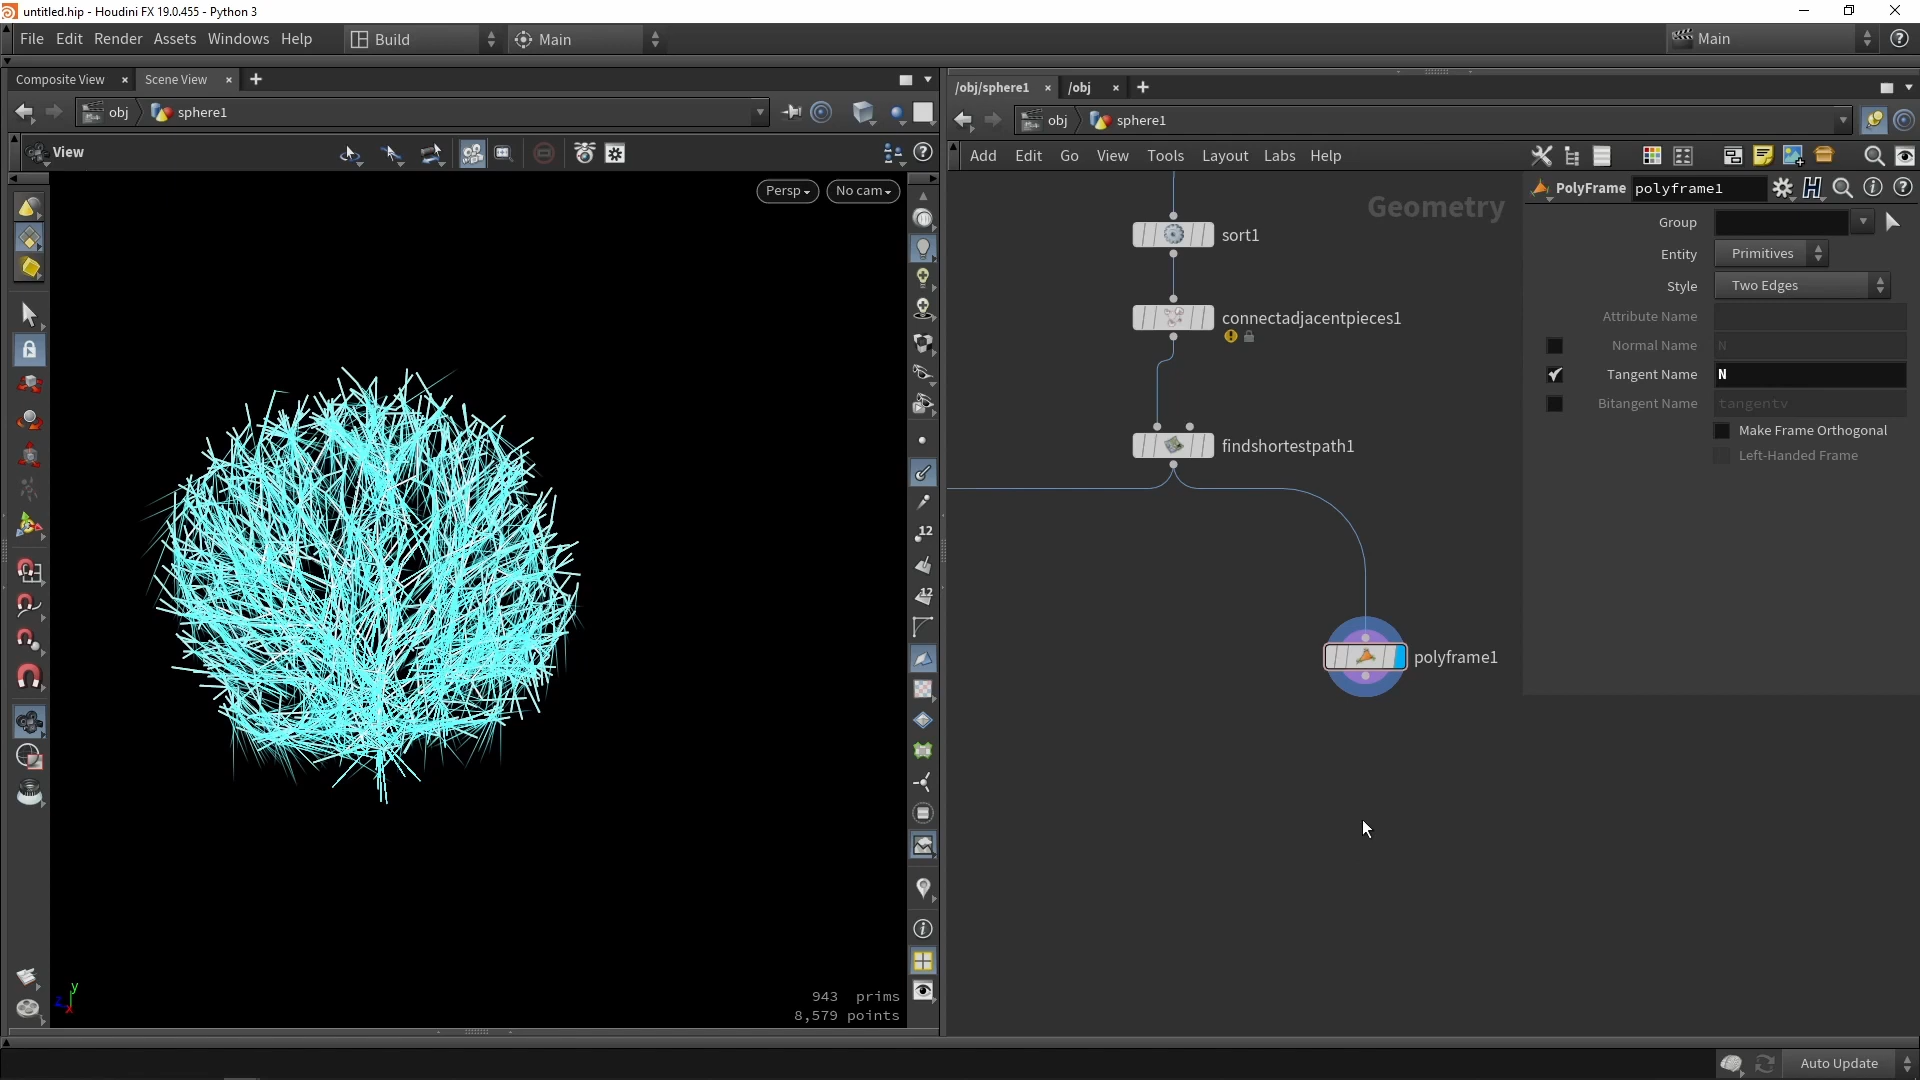 untitled.hip - Houdini FX 19.0.455 - Python 3
File Edit Render Assets Windows Help
Build
Main
Main
Composite View
Scene View
obj
sphere1
View
Persp
No cam
12
12
y
z
x
943 prims
8,579 points
/obj/sphere1
/obj
obj
sphere1
Add Edit Go View Tools Layout Labs Help
Geometry
sort1
connectadjacentpieces1
findshortestpath1
polyframe1
PolyFrame polyframe1
Group
Entity Primitives
Style Two Edges
Attribute Name
Normal Name N
Tangent Name N
Bitangent Name tangentv
Make Frame Orthogonal
Left-Handed Frame
Auto Update